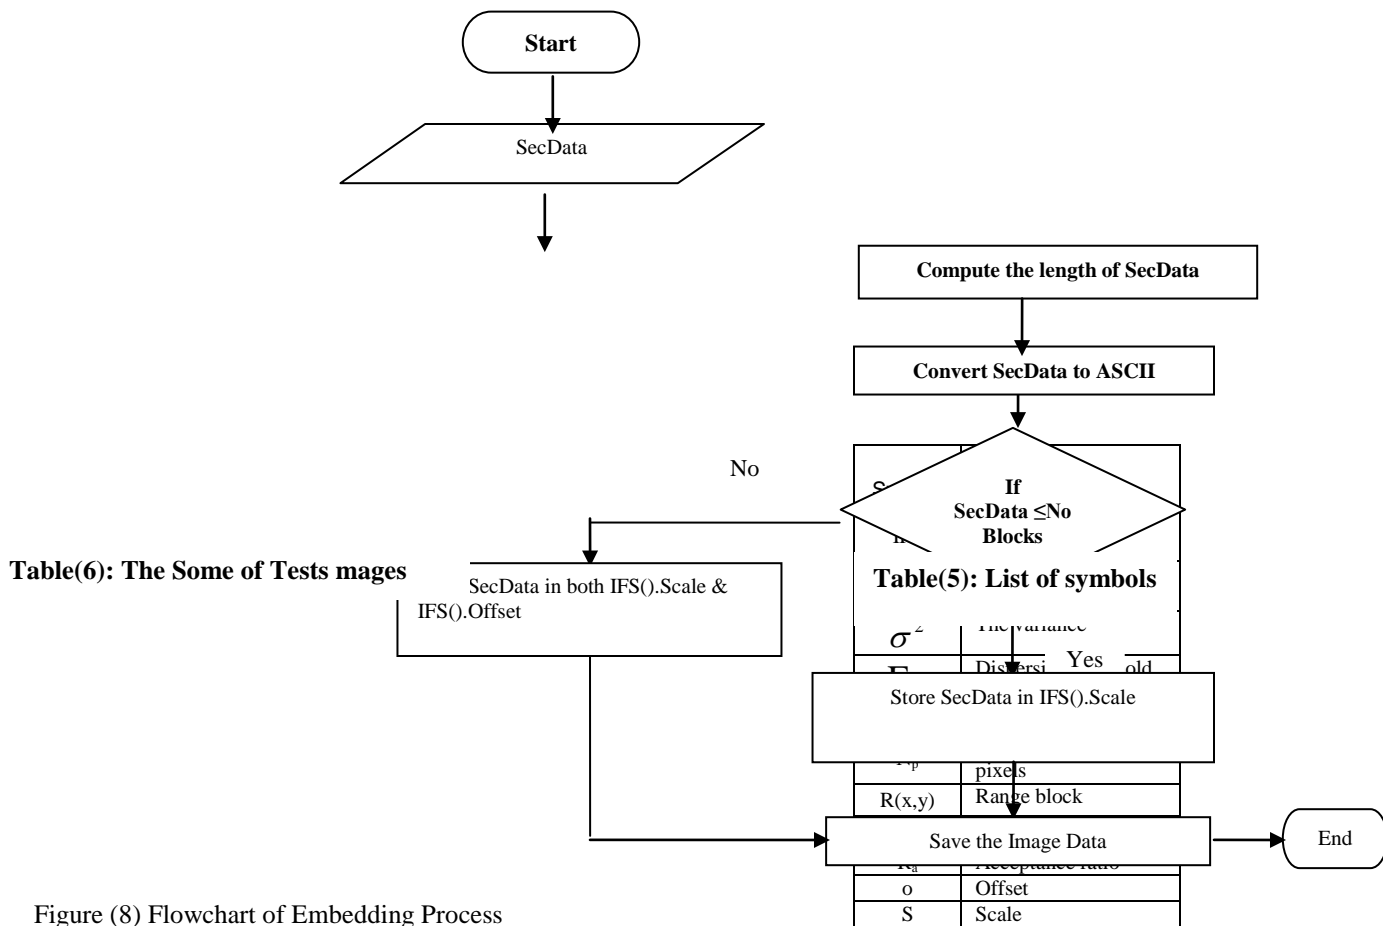 Start
SecData
Compute the length of SecData
Convert SecData to ASCII
No
If
SecData ≤No
Blocks
Table(6): The Some of Tests mages
SecData in both IFS().Scale &
IFS().Offset
Table(5): List of symbols
σ²
The variance
Yes
Store SecData in IFS().Scale
pixels
R(x,y) Range block
Save the Image Data
End
Acceptance ratio
o Offset
S Scale
Figure (8) Flowchart of Embedding Process